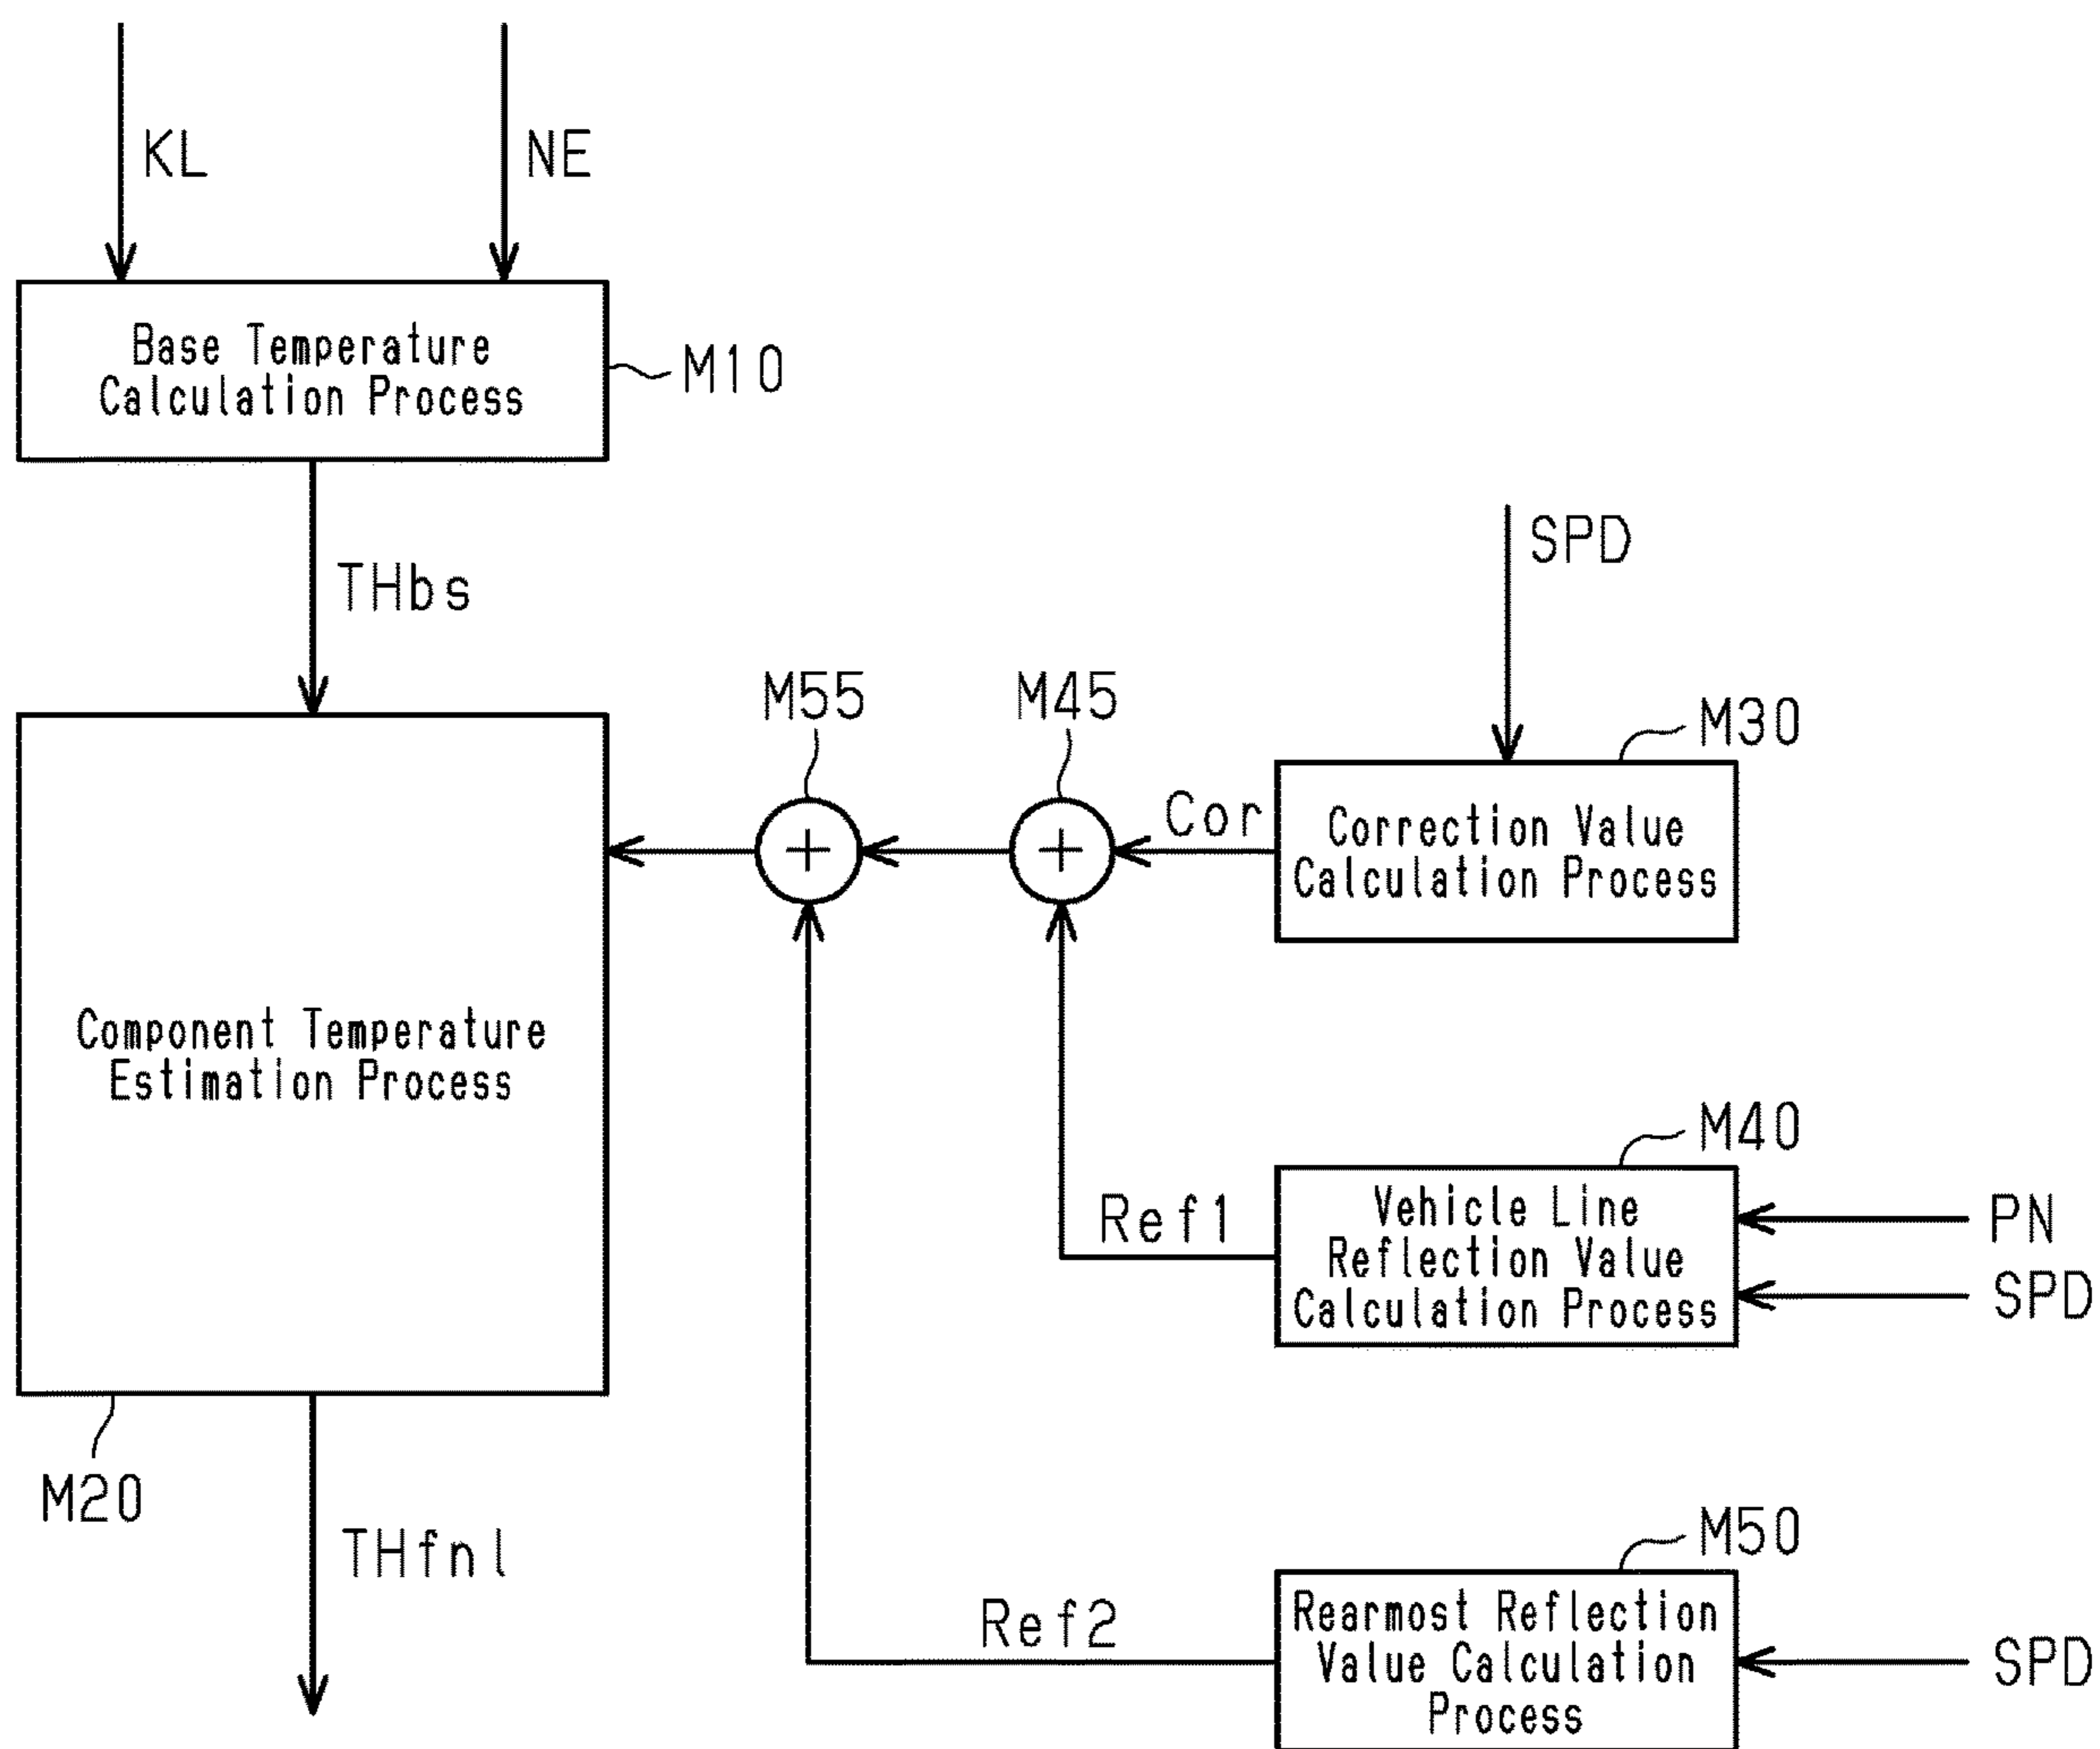 KL
NE
Base Temperature
Calculation Process
M10
THbs
SPD
M55
M45
M30
Cor
Correction Value
Calculation Process
Component Temperature
Estimation Process
M40
Ref1
Vehicle Line
Reflection Value
Calculation Process
PN
SPD
M20
THfnl
M50
Ref2
Rearmost Reflection
Value Calculation
Process
SPD